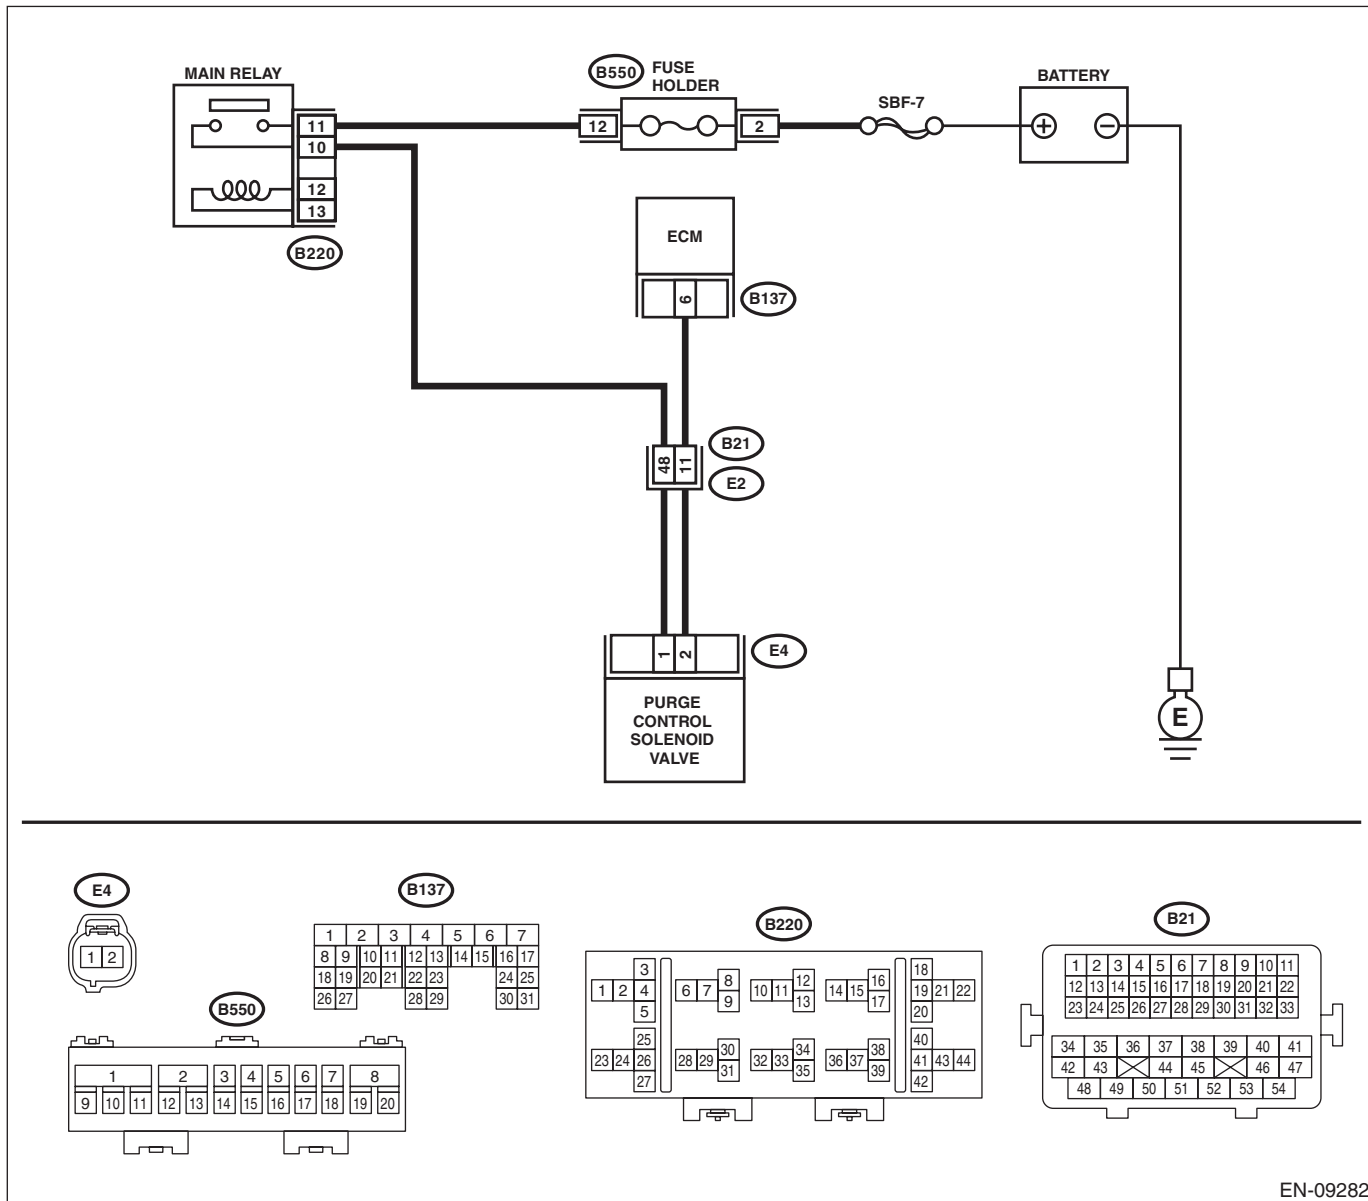 MAIN RELAY
B550
FUSE
HOLDER
SBF-7
BATTERY
11
10
12
13
B220
12
2
+
−
ECM
6
B137
48
11
B21
E2
1
2
E4
PURGE
CONTROL
SOLENOID
VALVE
E
E4
1 2
B137
1 2 3 4 5 6 7
8 9 10 11 12 13 14 15 16 17
18 19 20 21 22 23 24 25
26 27 28 29 30 31
B550
1 2 3 4 5 6 7 8
9 10 11 12 13 14 15 16 17 18 19 20
B220
3 8 12 16 18
1 2 4 6 7 10 11 14 15 19 21 22
5 9 13 17 20
25 30 34 38 40
23 24 26 28 29 32 33 36 37 41 43 44
27 31 35 39 42
B21
1 2 3 4 5 6 7 8 9 10 11
12 13 14 15 16 17 18 19 20 21 22
23 24 25 26 27 28 29 30 31 32 33
34 35 36 37 38 39 40 41
42 43 44 45 46 47
48 49 50 51 52 53 54
EN-09282